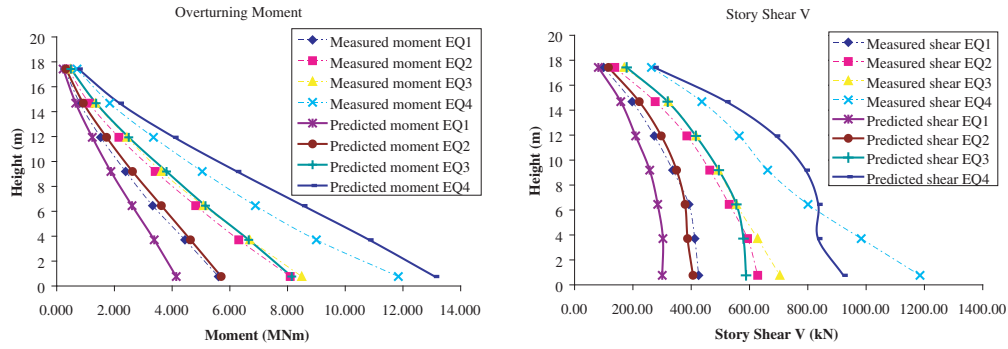 Overturning Moment
20
18
16
14
12
10
8
6
4
2
0
Height (m)
0.000 2.000 4.000 6.000 8.000 10.000 12.000 14.000
Moment (MNm)
Measured moment EQ1
Measured moment EQ2
Measured moment EQ3
Measured moment EQ4
Predicted moment EQ1
Predicted moment EQ2
Predicted moment EQ3
Predicted moment EQ4
Story Shear V
20
18
16
14
12
10
8
6
4
2
0
Height (m)
0.00 200.00 400.00 600.00 800.00 1000.00 1200.00 1400.00
Story Shear V (kN)
Measured shear EQ1
Measured shear EQ2
Measured shear EQ3
Measured shear EQ4
Predicted shear EQ1
Predicted shear EQ2
Predicted shear EQ3
Predicted shear EQ4